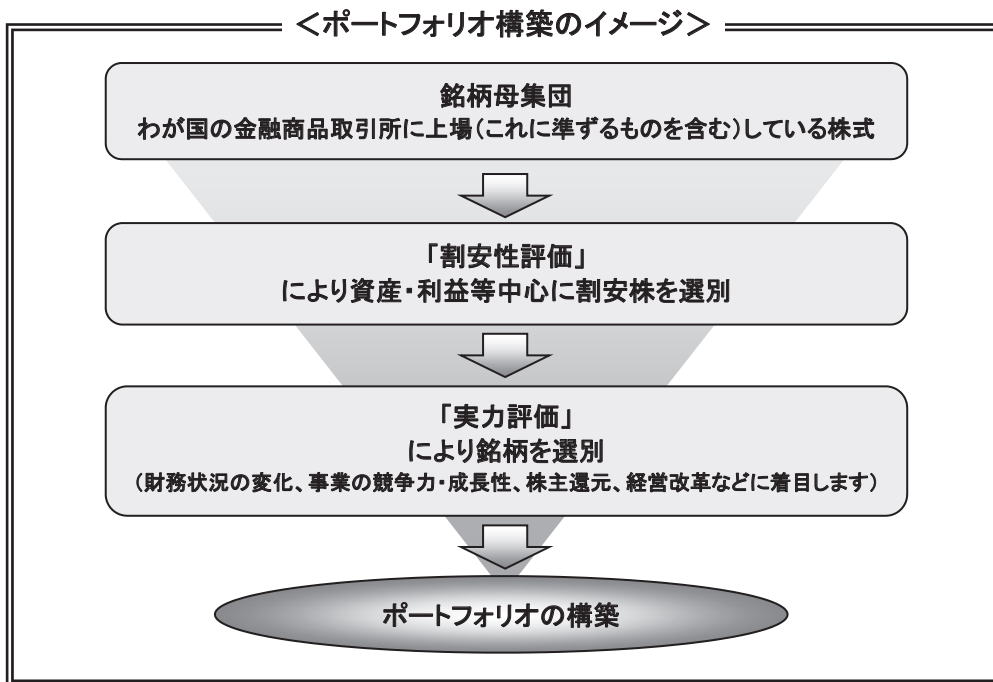 ＜ポートフォリオ構築のイメージ＞
銘柄母集団
わが国の金融商品取引所に上場（これに準ずるものを含む）している株式
「割安性評価」
により資産・利益等中心に割安株を選別
「実力評価」
により銘柄を選別
（財務状況の変化、事業の競争力・成長性、株主還元、経営改革などに着目します）
ポートフォリオの構築